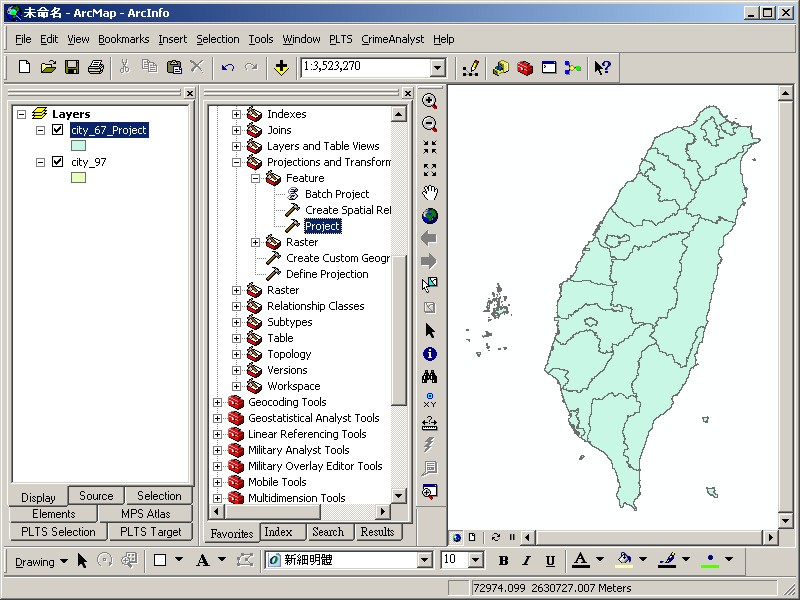 未命名 - ArcMap - ArcInfo
File Edit View Bookmarks Insert Selection Tools Window PLTS CrimeAnalyst Help
1:3,523,270
Layers
city_67_Project
city_97
Display Source Selection
Elements MPS Atlas
PLTS Selection PLTS Target
Indexes
Joins
Layers and Table Views
Projections and Transform
Feature
Batch Project
Create Spatial Rel
Project
Raster
Create Custom Geogr
Define Projection
Raster
Relationship Classes
Subtypes
Table
Topology
Versions
Workspace
Geocoding Tools
Geostatistical Analyst Tools
Linear Referencing Tools
Military Analyst Tools
Military Overlay Editor Tools
Mobile Tools
Multidimension Tools
Favorites Index Search Results
XY
Drawing A 新細明體 10 B I U A
72974.099 2630727.007 Meters